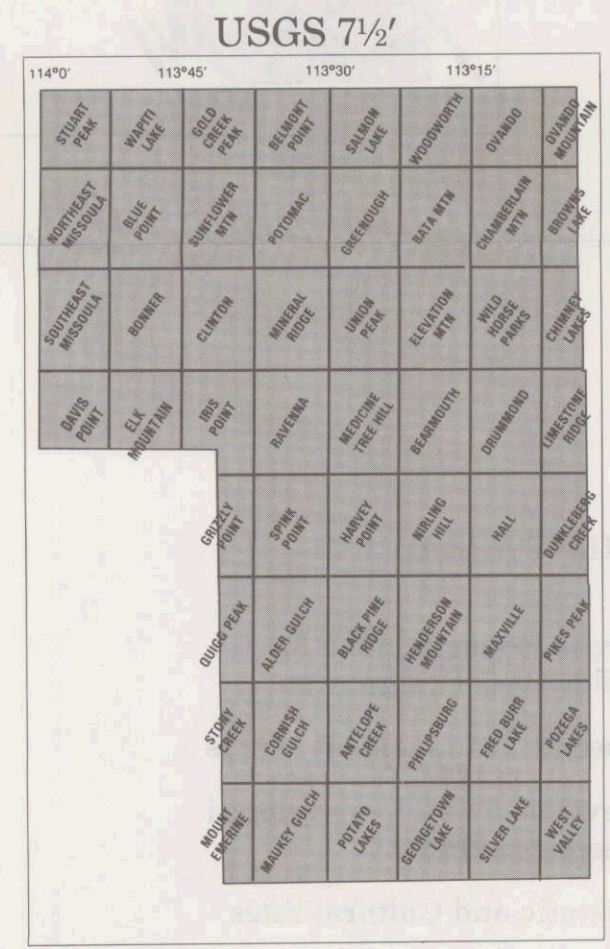 USGS 7½′
114°0′ 113°45′ 113°30′ 113°15′
STUART
PEAK
WAPITI
LAKE
GOLD
CREEK
PEAK
BELMONT
POINT
SALMON
LAKE
WOODWORTH
OVANDO
OVANDO
MOUNTAIN
NORTHEAST
MISSOULA
BLUE
POINT
SUNFLOWER
MTN
POTOMAC
GREENOUGH
BATA MTN
CHAMBERLAIN
MTN
BROWNS
LAKE
SOUTHEAST
MISSOULA
BONNER
CLINTON
MINERAL
RIDGE
UNION
PEAK
ELEVATION
MTN
WILD
HORSE
PARKS
CHIMNEY
LAKES
DAVIS
POINT
ELK
MOUNTAIN
IRIS
POINT
RAVENNA
MEDICINE
TREE HILL
BEARMOUTH
DRUMMOND
LIMESTONE
RIDGE
GRIZZLY
POINT
SPINK
POINT
HARVEY
POINT
NIRLING
HILL
HALL
DUNKLEBERG
CREEK
QUIGG PEAK
ALDER GULCH
BLACK PINE
RIDGE
HENDERSON
MOUNTAIN
MAXVILLE
PIKES PEAK
STONY
CREEK
CORNISH
GULCH
ANTELOPE
CREEK
PHILIPSBURG
FRED BURR
LAKE
POZEGA
LAKES
MOUNT
EMERINE
MAUKEY GULCH
POTATO
LAKES
GEORGETOWN
LAKE
SILVER LAKE
WEST
VALLEY